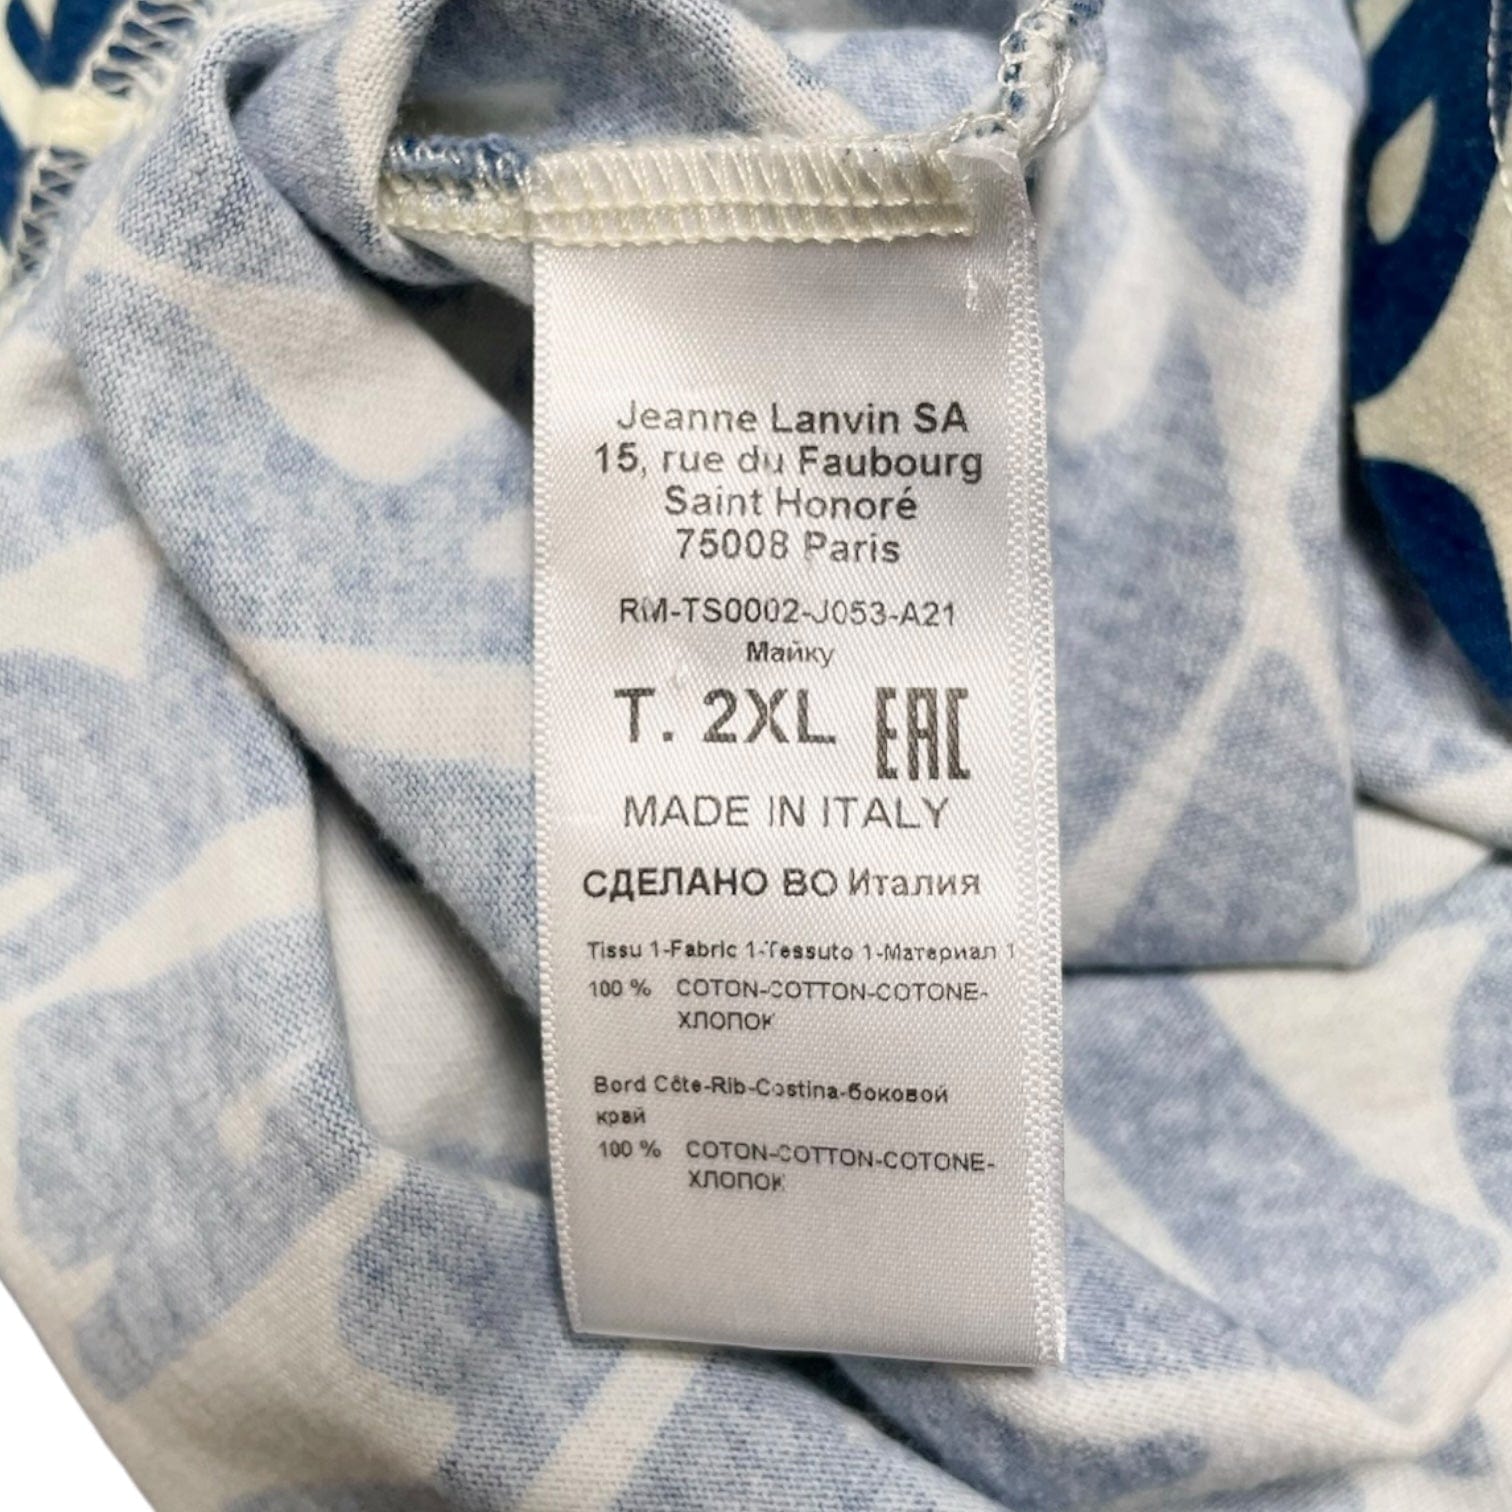 Jeanne Lanvin SA
15, rue du Faubourg
Saint Honoré
75008 Paris
RM-TS0002-J053-A21
Майку
T. 2XL EAC
MADE IN ITALY
СДЕЛАНО ВО Италия
Tissu 1-Fabric 1-Tessuto 1-Материал 1
100 % COTON-COTTON-COTONE-
ХЛОПОК
Bord Côte-Rib-Costina-боковой
край
100 % COTON-COTTON-COTONE-
ХЛОПОК